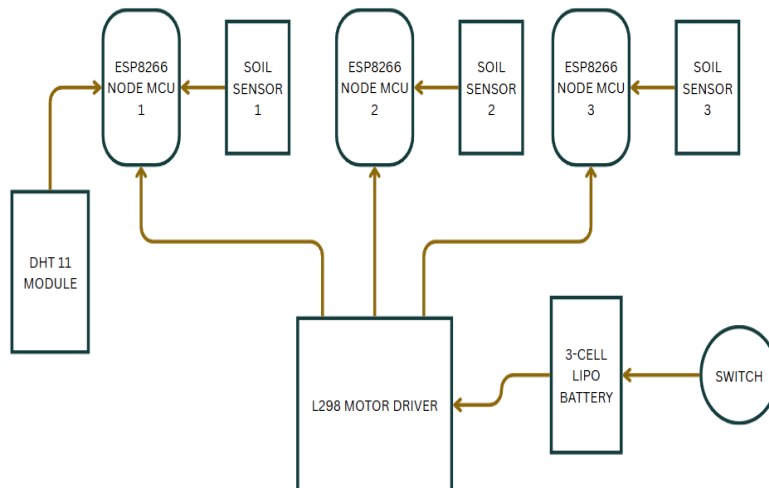 ESP8266
NODE MCU
1
SOIL
SENSOR
1
ESP8266
NODE MCU
2
SOIL
SENSOR
2
ESP8266
NODE MCU
3
SOIL
SENSOR
3
DHT 11
MODULE
L298 MOTOR DRIVER
3-CELL
LIPO
BATTERY
SWITCH